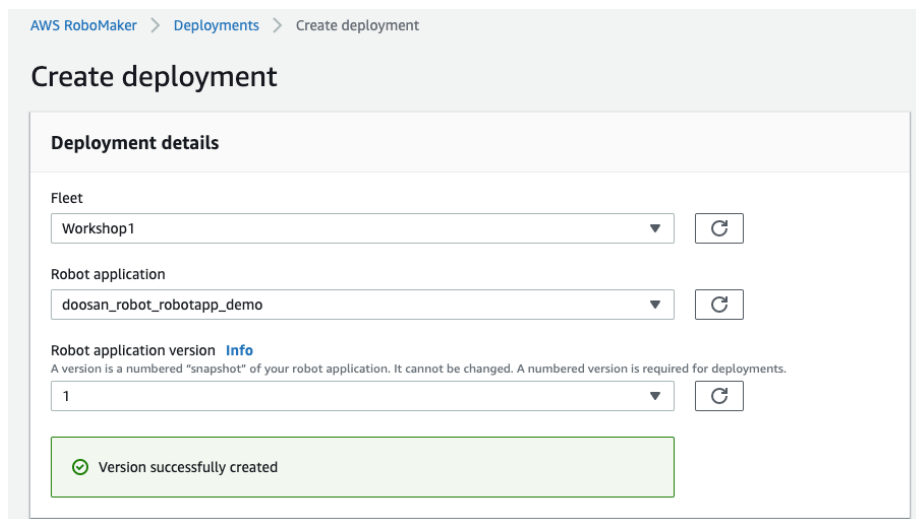 AWS RoboMaker > Deployments > Create deployment
Create deployment
Deployment details
Fleet
Workshop1
Robot application
doosan_robot_robotapp_demo
Robot application version Info
A version is a numbered "snapshot" of your robot application. It cannot be changed. A numbered version is required for deployments.
1
Version successfully created